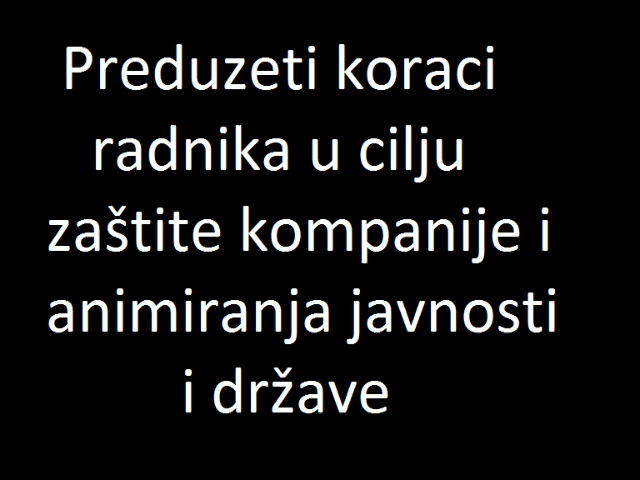 Preduzeti koraci
radnika u cilju
zaštite kompanije i
animiranja javnosti
i države